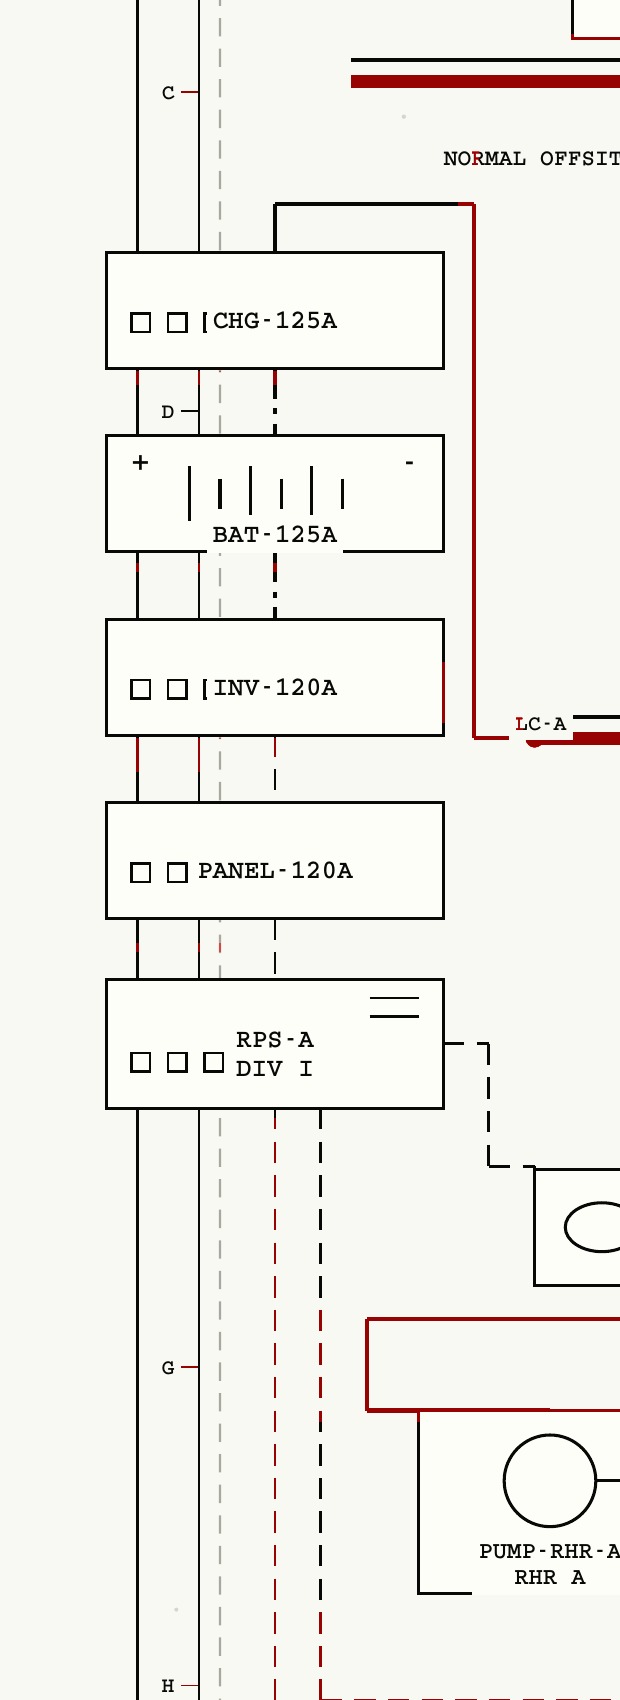 C
NORMAL OFFSIT
CHG-125A
D
+ -
BAT-125A
INV-120A
LC-A
PANEL-120A
RPS-A
DIV I
G
PUMP-RHR-A
RHR A
H